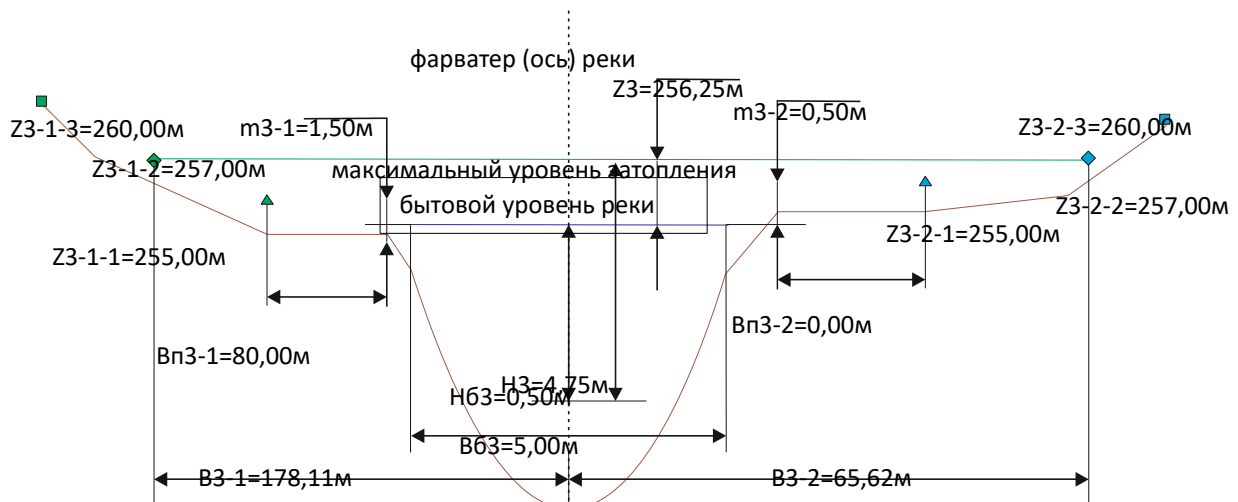 фарватер (ось) реки
Z3=256,25м
m3-2=0,50м
Z3-1-3=260,00м
m3-1=1,50м
Z3-2-3=260,00м
Z3-1-2=257,00м
максимальный уровень затопления
бытовой уровень реки
Z3-2-2=257,00м
Z3-2-1=255,00м
Z3-1-1=255,00м
Вп3-2=0,00м
Вп3-1=80,00м
Н3=4,75м
Нб3=0,50м
Вб3=5,00м
В3-1=178,11м
В3-2=65,62м